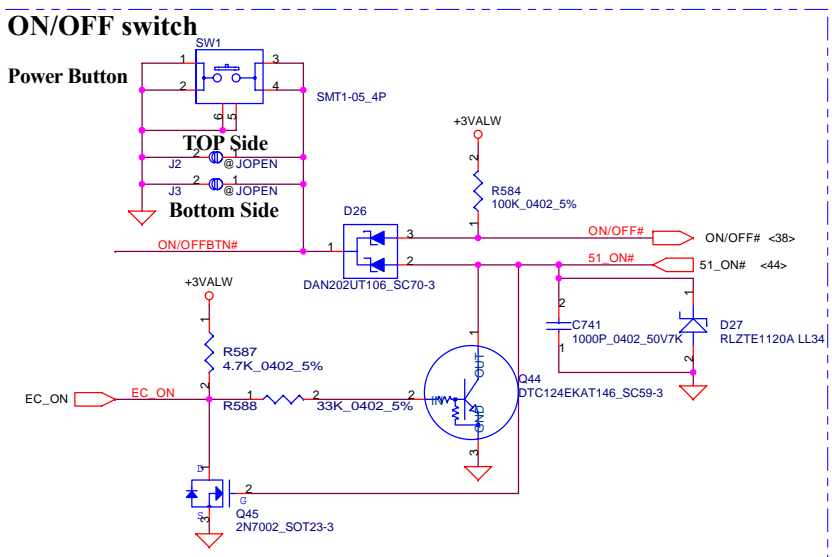 ON/OFF switch
SW1
Power Button
1
3
2
4
SMT1-05_4P
6
5
TOP Side
J2
2
1
@JOPEN
J3
2
1
@JOPEN
Bottom Side
+3VALW
2
R584
100K_0402_5%
1
D26
ON/OFFBTN#
1
3
2
DAN202UT106_SC70-3
ON/OFF#
ON/OFF# <38>
51_ON#
51_ON# <44>
+3VALW
1
R587
4.7K_0402_5%
2
2
C741
1000P_0402_50V7K
1
1
D27
RLZTE1120A LL34
2
EC_ON
EC_ON
1
R588
2
33K_0402_5%
2
IN
1
OUT
GND
3
Q44
DTC124EKAT146_SC59-3
1
D
2
G
S
3
Q45
2N7002_SOT23-3